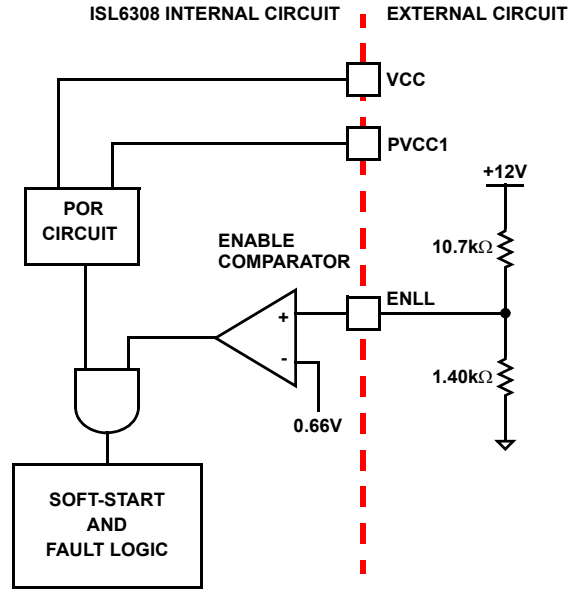 ISL6308 INTERNAL CIRCUIT
EXTERNAL CIRCUIT
VCC
PVCC1
+12V
POR
CIRCUIT
10.7kΩ
ENABLE
COMPARATOR
ENLL
+
-
1.40kΩ
0.66V
SOFT-START
AND
FAULT LOGIC